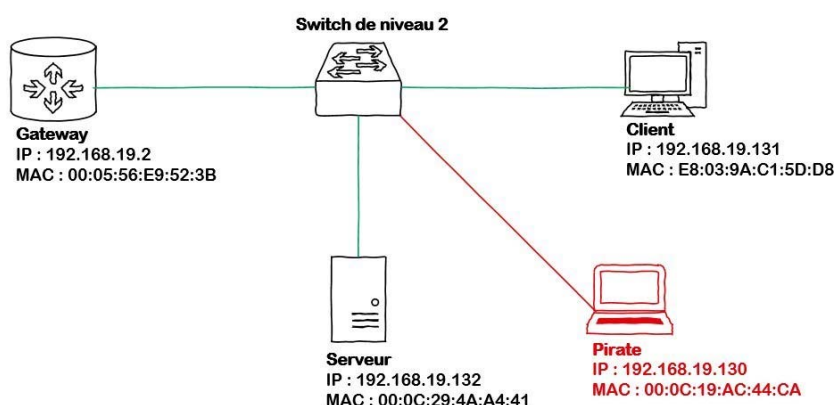 Switch de niveau 2
Gateway
IP : 192.168.19.2
MAC : 00:05:56:E9:52:3B
Client
IP : 192.168.19.131
MAC : E8:03:9A:C1:5D:D8
Serveur
IP : 192.168.19.132
MAC : 00:0C:29:4A:A4:41
Pirate
IP : 192.168.19.130
MAC : 00:0C:19:AC:44:CA